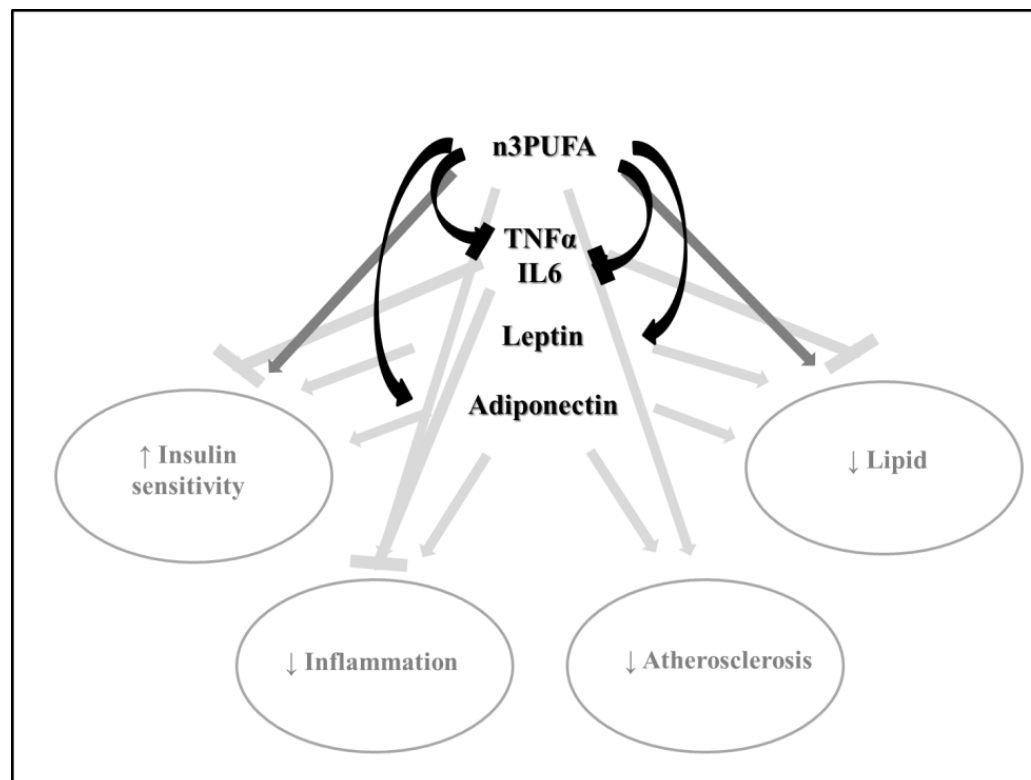 n3PUFA
TNFα
IL6
Leptin
Adiponectin
↑ Insulin
sensitivity
↓ Lipid
↓ Inflammation
↓ Atherosclerosis